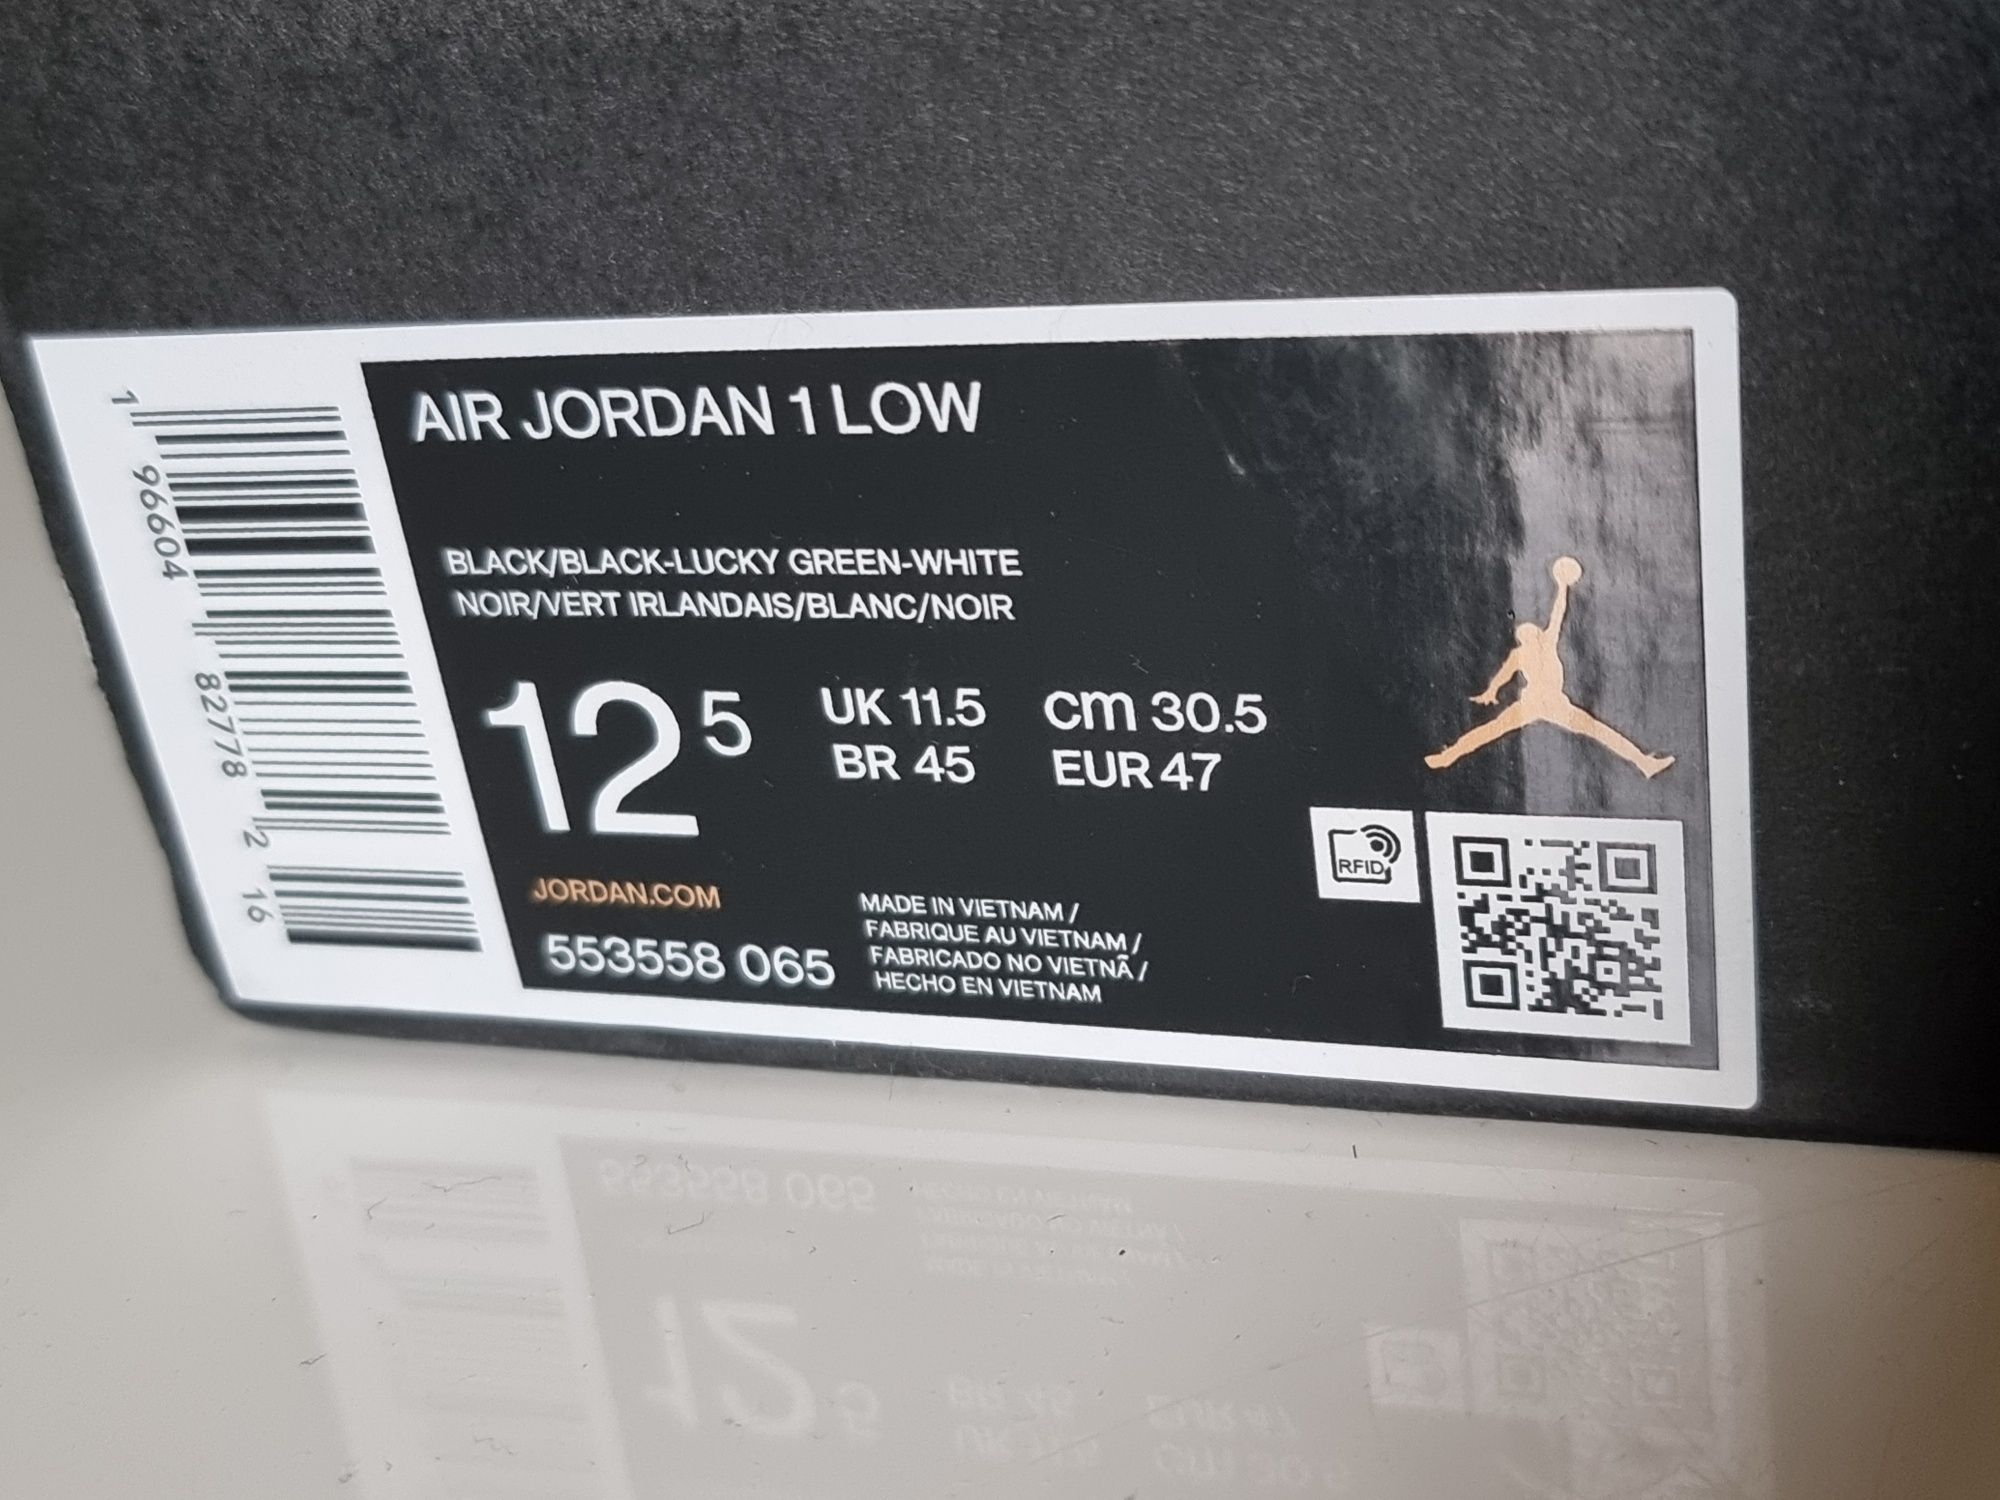 AIR JORDAN 1 LOW
BLACK/BLACK-LUCKY GREEN-WHITE
NOIR/VERT IRLANDAIS/BLANC/NOIR
12 5
UK 11.5 cm 30.5
BR 45 EUR 47
JORDAN.COM
553558 065
MADE IN VIETNAM /
FABRIQUE AU VIETNAM /
FABRICADO NO VIETNÃ /
HECHO EN VIETNAM
RFID
1 96604 82778 2 16